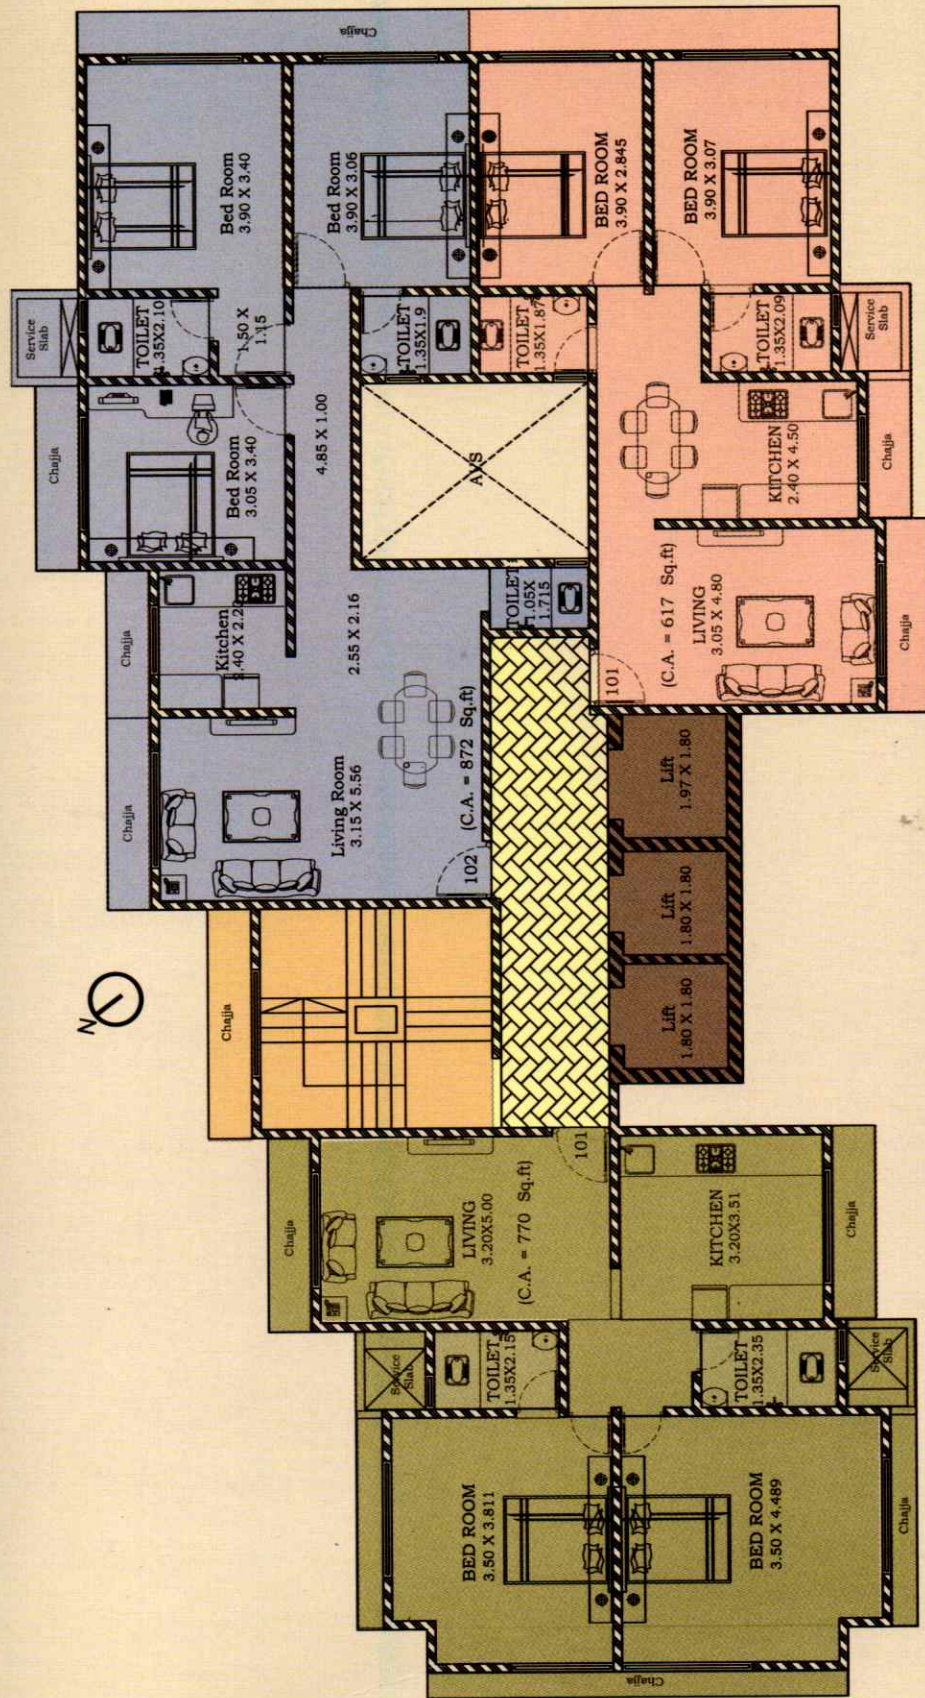 Chajja
Bed Room
3.90 X 3.40
Bed Room
3.90 X 3.06
BED ROOM
3.90 X 2.845
BED ROOM
3.90 X 3.07
Service
Slab
TOILET
1.35X2.10
1.50 X
1.15
TOILET
1.35X1.9
TOILET
1.35X1.87
TOILET
1.35X2.09
Service
Slab
Chajja
Bed Room
3.05 X 3.40
4.85 X 1.00
AVS
KITCHEN
2.40 X 4.50
Chajja
Chajja
Kitchen
2.40 X 2.22
2.55 X 2.16
TOILET
1.05X
1.715
(C.A. = 617 Sq.ft)
LIVING
3.05 X 4.80
101
Chajja
Chajja
Living Room
3.15 X 5.56
(C.A. = 872 Sq.ft)
102
Lift
1.97 X 1.80
Lift
1.80 X 1.80
Lift
1.80 X 1.80
N
Chajja
Chajja
LIVING
3.20X5.00
(C.A. = 770 Sq.ft)
101
KITCHEN
3.20X3.51
Chajja
Service
Slab
TOILET
1.35X2.15
TOILET
1.35X2.35
Service
Slab
BED ROOM
3.50 X 3.811
BED ROOM
3.50 X 4.489
Chajja
Chajja